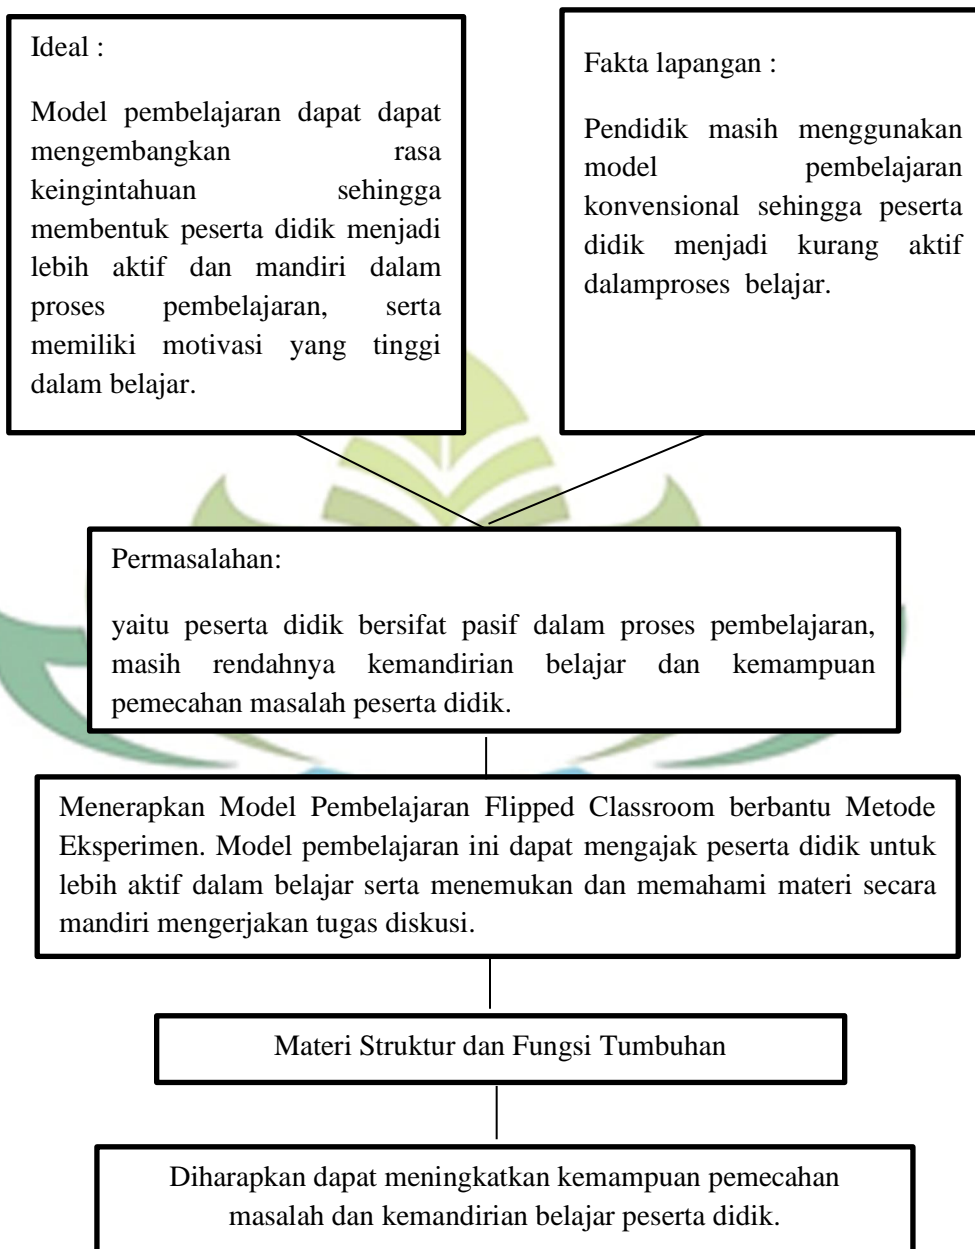 Ideal :
Model pembelajaran dapat dapat
mengembangkan rasa
keingintahuan sehingga
membentuk peserta didik menjadi
lebih aktif dan mandiri dalam
proses pembelajaran, serta
memiliki motivasi yang tinggi
dalam belajar.
Fakta lapangan :
Pendidik masih menggunakan
model pembelajaran
konvensional sehingga peserta
didik menjadi kurang aktif
dalamproses belajar.
Permasalahan:
yaitu peserta didik bersifat pasif dalam proses pembelajaran,
masih rendahnya kemandirian belajar dan kemampuan
pemecahan masalah peserta didik.
Menerapkan Model Pembelajaran Flipped Classroom berbantu Metode
Eksperimen. Model pembelajaran ini dapat mengajak peserta didik untuk
lebih aktif dalam belajar serta menemukan dan memahami materi secara
mandiri mengerjakan tugas diskusi.
Materi Struktur dan Fungsi Tumbuhan
Diharapkan dapat meningkatkan kemampuan pemecahan
masalah dan kemandirian belajar peserta didik.